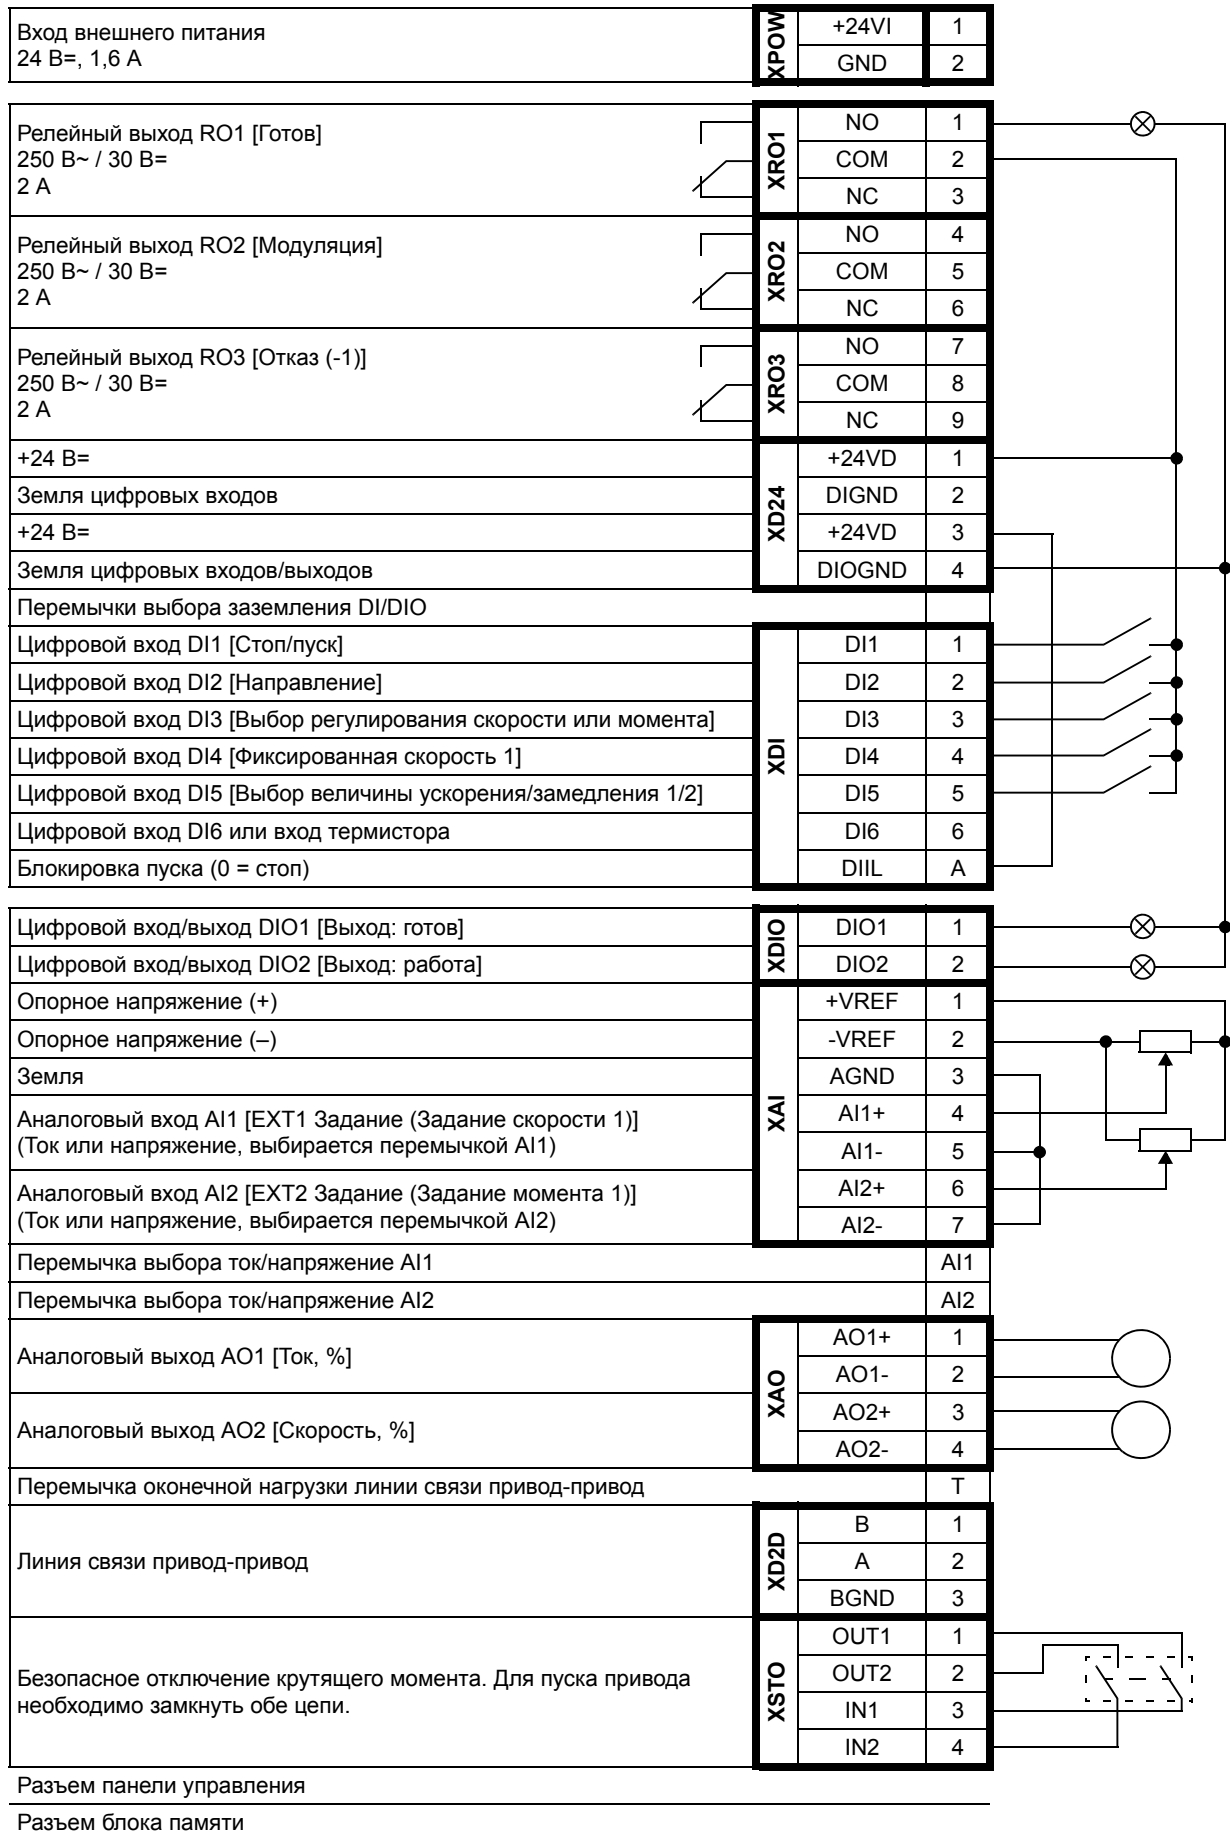 Вход внешнего питания
24 В=, 1,6 А
XPOW
+24VI 1
GND 2
Релейный выход RO1 [Готов]
250 В~ / 30 В=
2 А
XRO1
NO 1
COM 2
NC 3
Релейный выход RO2 [Модуляция]
250 В~ / 30 В=
2 А
XRO2
NO 4
COM 5
NC 6
Релейный выход RO3 [Отказ (-1)]
250 В~ / 30 В=
2 А
XRO3
NO 7
COM 8
NC 9
XD24
+24 В= +24VD 1
Земля цифровых входов DIGND 2
+24 В= +24VD 3
Земля цифровых входов/выходов DIOGND 4
Перемычки выбора заземления DI/DIO
XDI
Цифровой вход DI1 [Стоп/пуск] DI1 1
Цифровой вход DI2 [Направление] DI2 2
Цифровой вход DI3 [Выбор регулирования скорости или момента] DI3 3
Цифровой вход DI4 [Фиксированная скорость 1] DI4 4
Цифровой вход DI5 [Выбор величины ускорения/замедления 1/2] DI5 5
Цифровой вход DI6 или вход термистора DI6 6
Блокировка пуска (0 = стоп) DIIL A
XDIO
Цифровой вход/выход DIO1 [Выход: готов] DIO1 1
Цифровой вход/выход DIO2 [Выход: работа] DIO2 2
XAI
Опорное напряжение (+) +VREF 1
Опорное напряжение (–) -VREF 2
Земля AGND 3
Аналоговый вход AI1 [EXT1 Задание (Задание скорости 1)]
(Ток или напряжение, выбирается перемычкой AI1)
AI1+ 4
AI1- 5
Аналоговый вход AI2 [EXT2 Задание (Задание момента 1)]
(Ток или напряжение, выбирается перемычкой AI2)
AI2+ 6
AI2- 7
Перемычка выбора ток/напряжение AI1 AI1
Перемычка выбора ток/напряжение AI2 AI2
Аналоговый выход AO1 [Ток, %]
XAO
AO1+ 1
AO1- 2
Аналоговый выход AO2 [Скорость, %]
AO2+ 3
AO2- 4
Перемычка оконечной нагрузки линии связи привод-привод T
Линия связи привод-привод
XD2D
B 1
A 2
BGND 3
Безопасное отключение крутящего момента. Для пуска привода
необходимо замкнуть обе цепи.
XSTO
OUT1 1
OUT2 2
IN1 3
IN2 4
Разъем панели управления
Разъем блока памяти